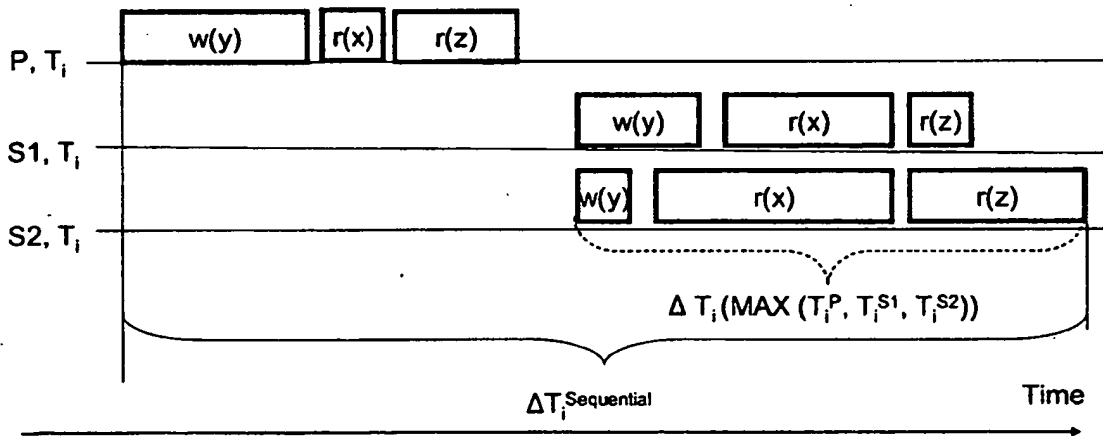 w(y) r(x) r(z)
P, Tᵢ
w(y) r(x) r(z)
S1, Tᵢ
w(y) r(x) r(z)
S2, Tᵢ
Δ Tᵢ(MAX (Tᵢᴾ, Tᵢˢ¹, Tᵢˢ²))
ΔTᵢSequential Time